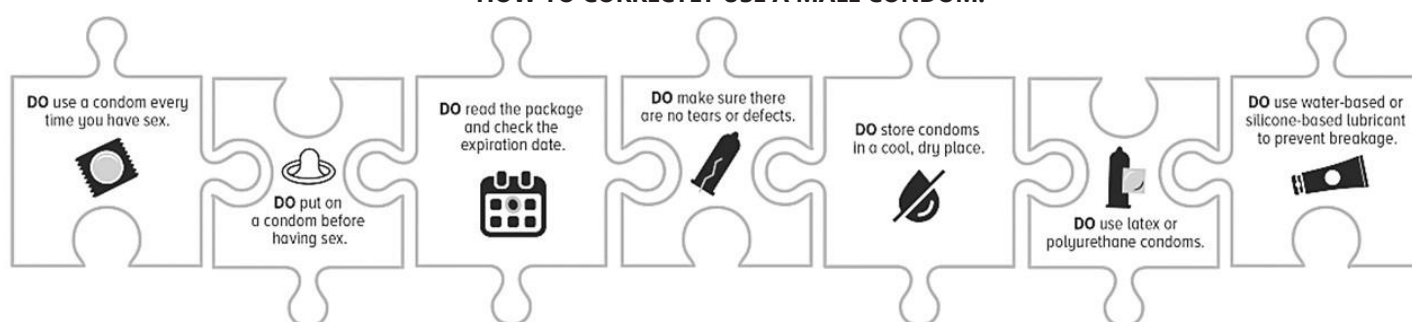 HOW TO CORRECTLY USE A MALE CONDOM:
DO use a condom every
time you have sex.
DO put on
a condom before
having sex.
DO read the package
and check the
expiration date.
DO make sure there
are no tears or defects.
DO store condoms
in a cool, dry place.
DO use latex or
polyurethane condoms.
DO use water-based or
silicone-based lubricant
to prevent breakage.